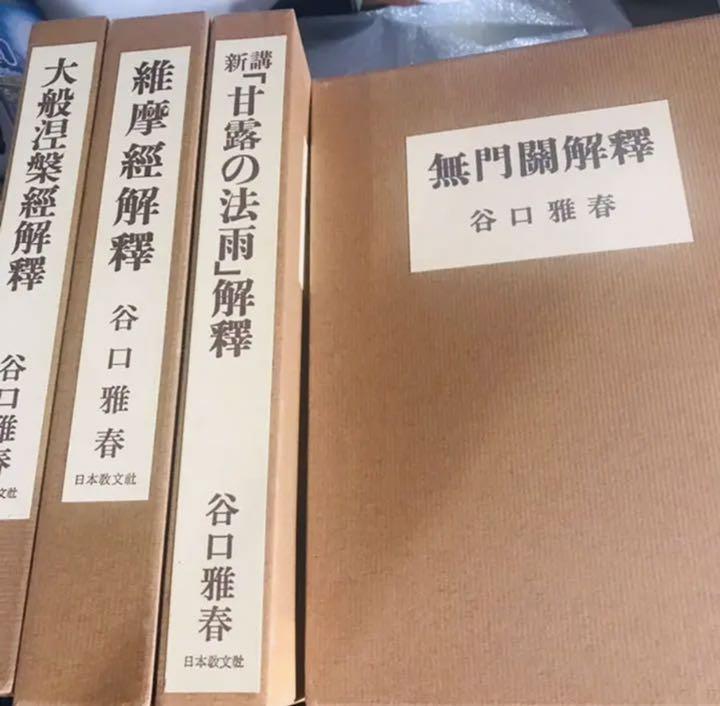 大般涅槃經解釋
谷口雅春
維摩經解釋
谷口雅春
日本教文社
新講
「甘露の法雨」解釋
谷口雅春
日本教文社
無門關解釋
谷口雅春